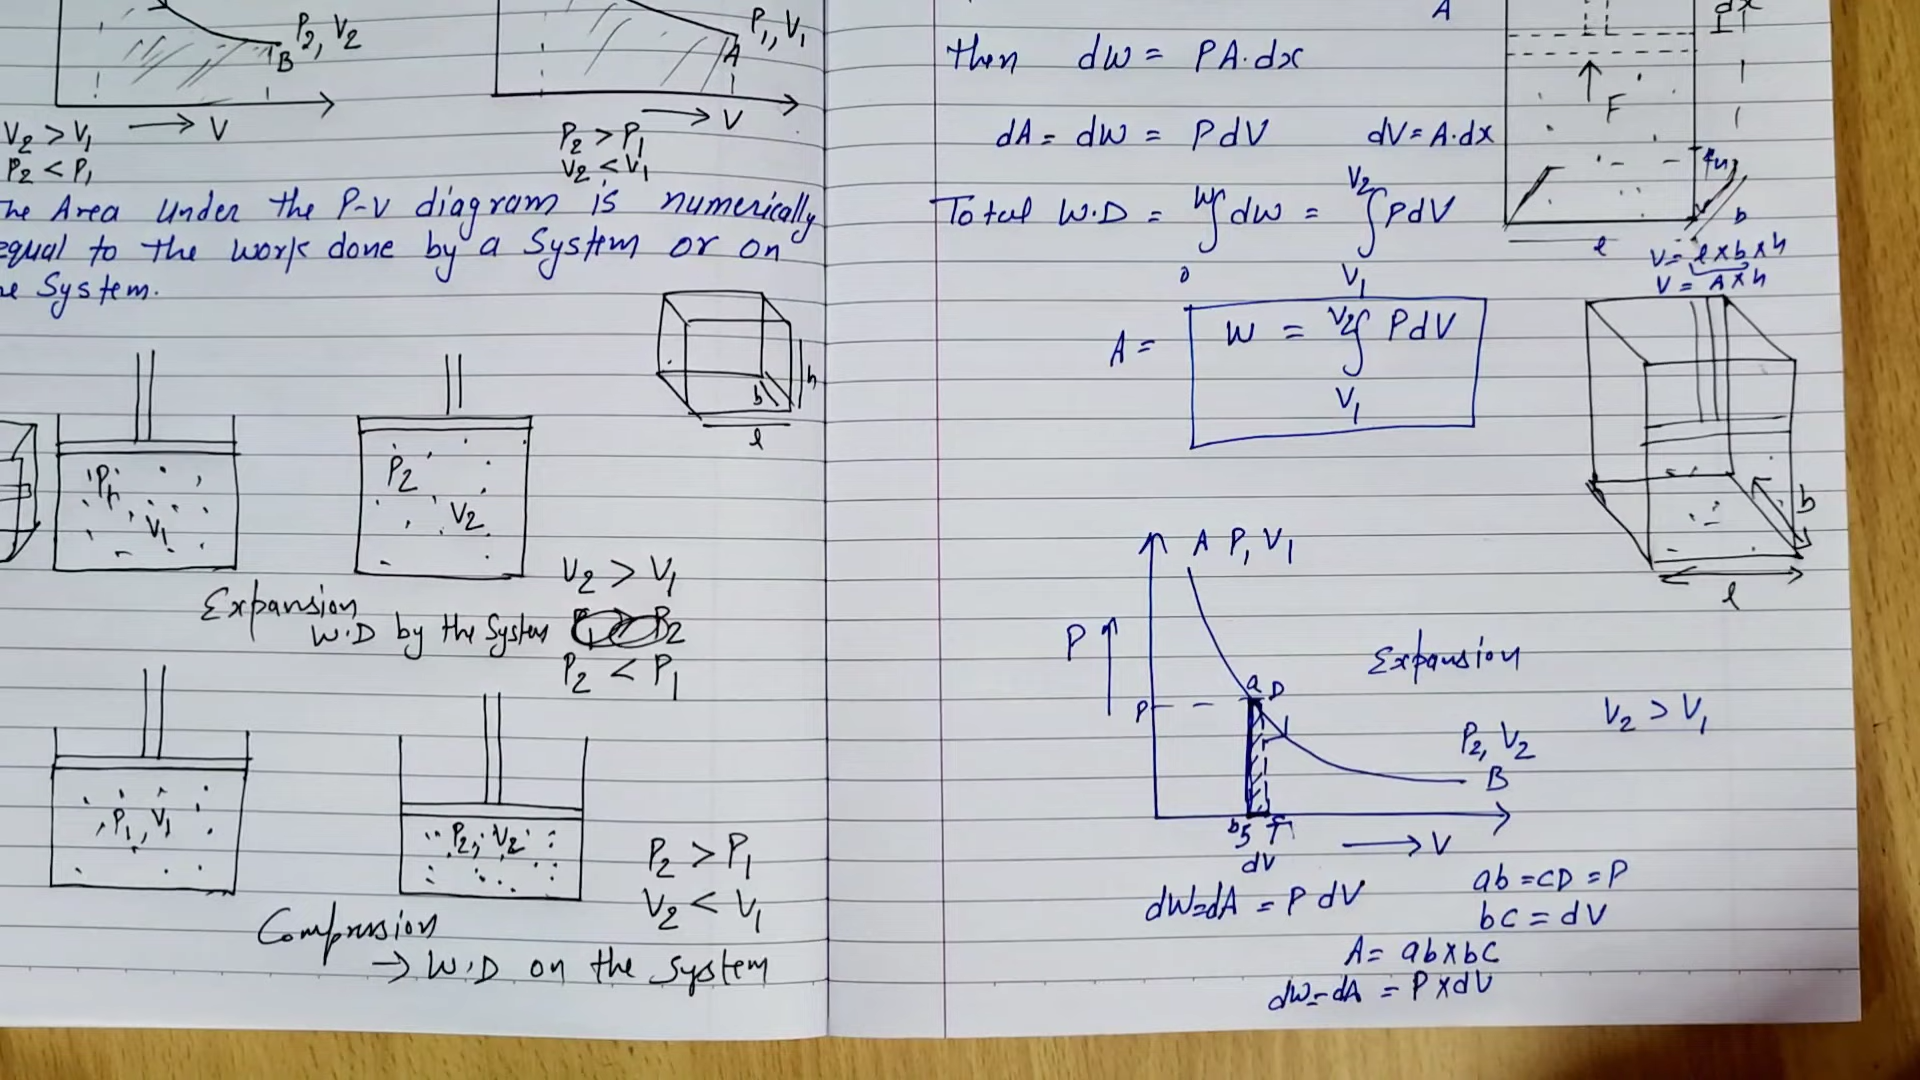 P2, V2
B
V2 > V1 → V
P2 < P1
P1, V1
A
P2 > P1 → V
V2 < V1
The Area under the P-V diagram is numerically
equal to the work done by a System or on
System.
h
b
l
P1
V1
P2
V2
V2 > V1
Expansion
W.D by the System
P2 < P1
P1, V1
P2, V2
P2 > P1
V2 < V1
Compression
→ W.D on the System
A
dx
then dw = PA.dx
F
dA = dw = PdV dV = A.dx
Total W.D = W∫0 dw = V2∫V1 PdV
b
l
V = l x b x h
V = A x h
A = W = V2∫V1 PdV
b
l
A P1 V1
P
Expansion
a D
P
V2 > V1
P2, V2
B
dV
→ V
dW=dA = P dV
ab = CD = P
bC = dV
A = ab x bC
dw=dA = P x dV